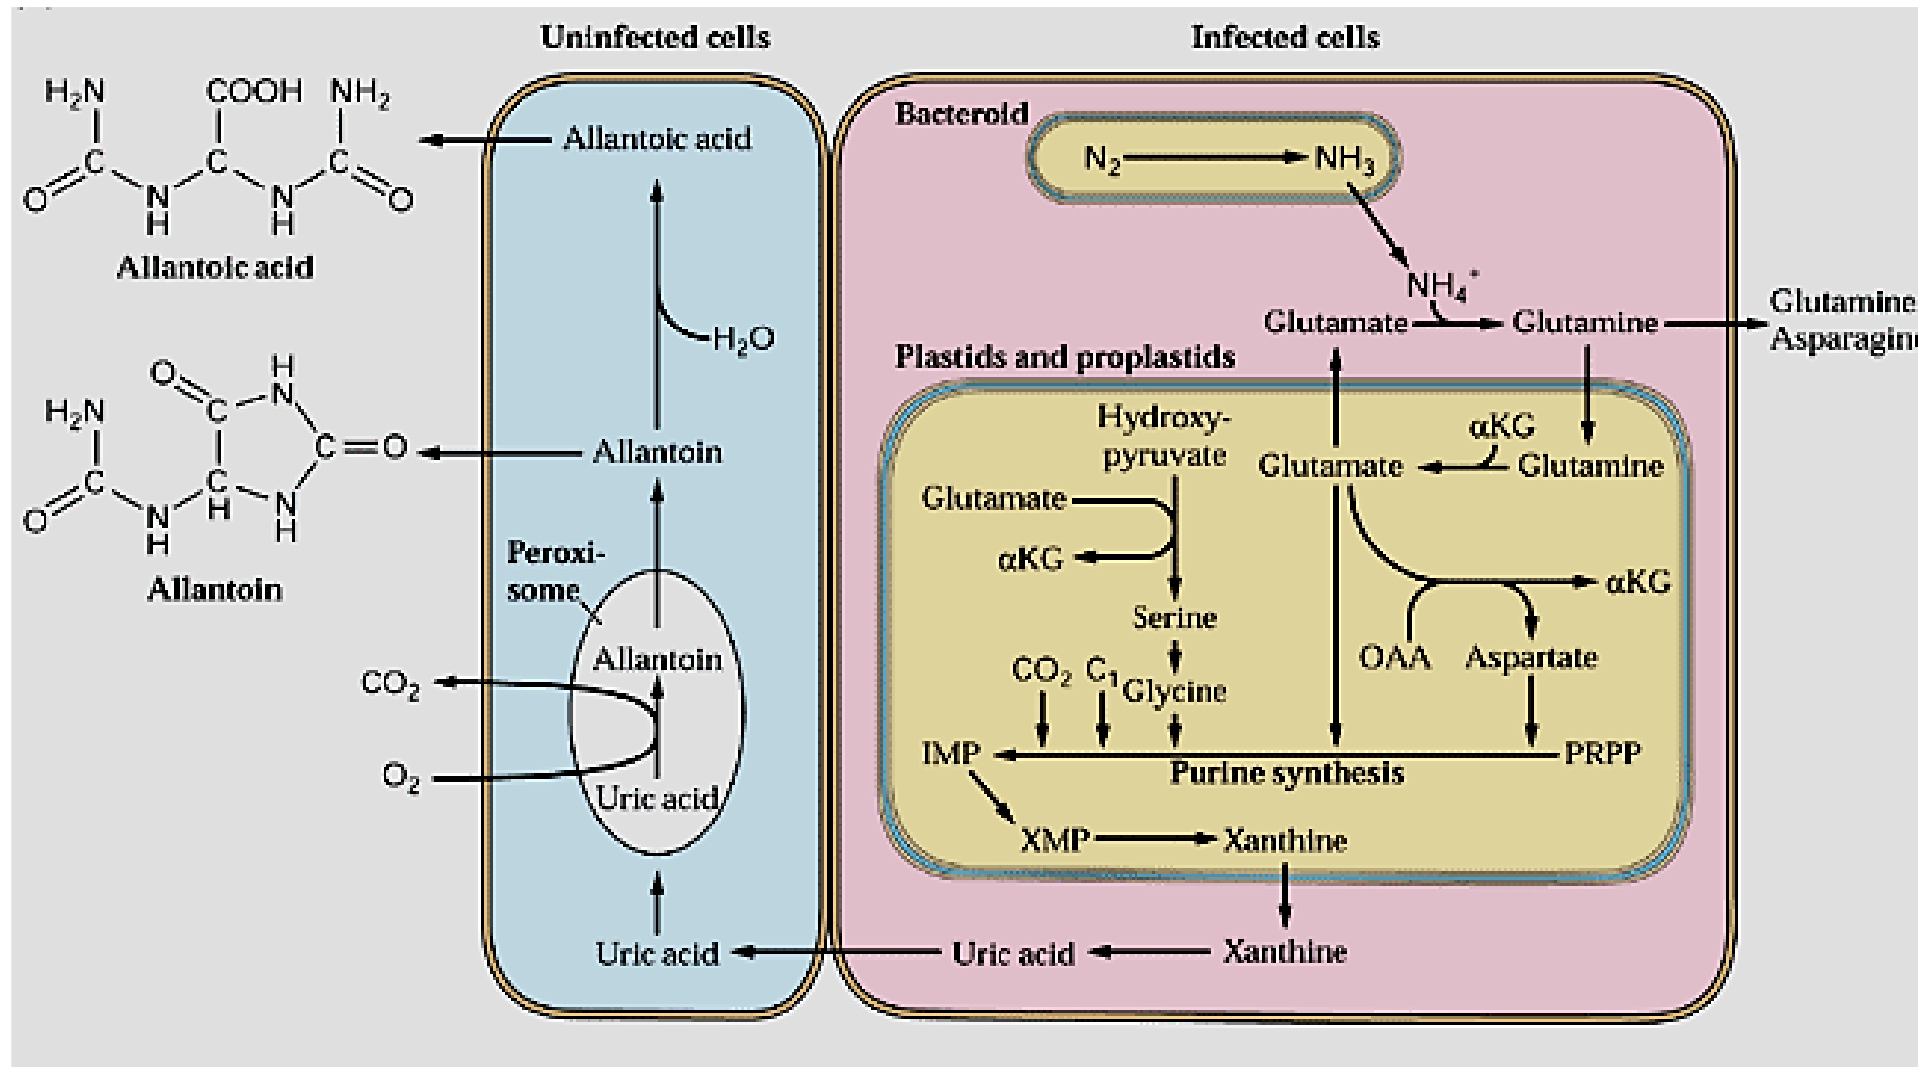 Uninfected cells
Infected cells
H₂N
COOH
NH₂
C
C
C
O
N
H
N
H
O
Allantoic acid
O
H
N
H₂N
C
C
O
C
C
H
O
N
H
N
H
Allantoin
Allantoic acid
H₂O
Allantoin
Peroxi-
some
Allantoin
CO₂
O₂
Uric acid
Uric acid
Bacteroid
N₂
NH₃
NH₄⁺
Glutamate
Glutamine
Glutamine
Asparagin
Plastids and proplastids
Hydroxy-
pyruvate
αKG
Glutamate
Glutamine
Glutamate
αKG
αKG
Serine
CO₂
C₁
Glycine
OAA
Aspartate
IMP
PRPP
Purine synthesis
XMP
Xanthine
Uric acid
Xanthine